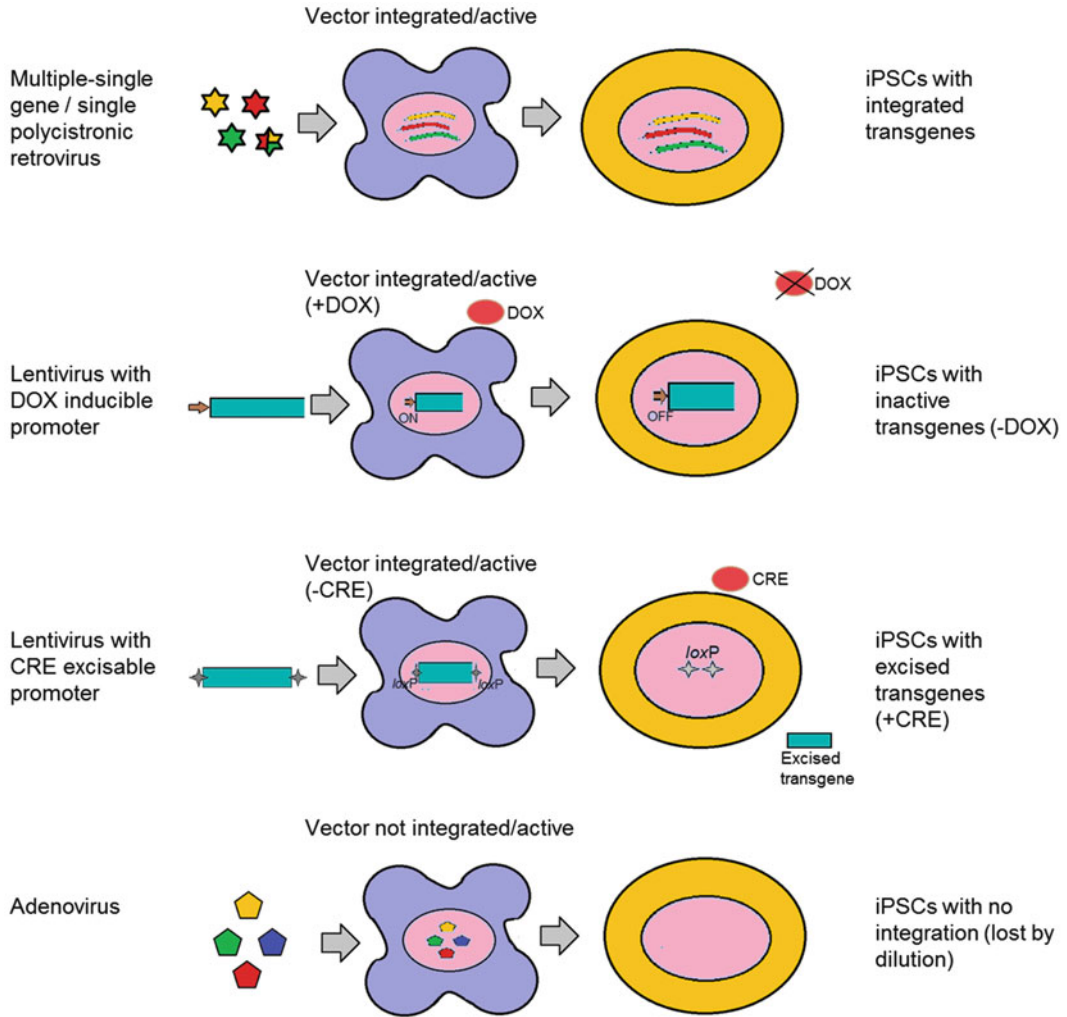 Vector integrated/active
Multiple-single
gene / single
polycistronic
retrovirus
iPSCs with
integrated
transgenes
Vector integrated/active
(+DOX)
DOX
DOX
Lentivirus with
DOX inducible
promoter
ON
OFF
iPSCs with
inactive
transgenes (-DOX)
Vector integrated/active
(-CRE)
CRE
Lentivirus with
CRE excisable
promoter
loxP
loxP
loxP
iPSCs with
excised
transgenes
(+CRE)
Excised
transgene
Vector not integrated/active
Adenovirus
iPSCs with no
integration (lost by
dilution)